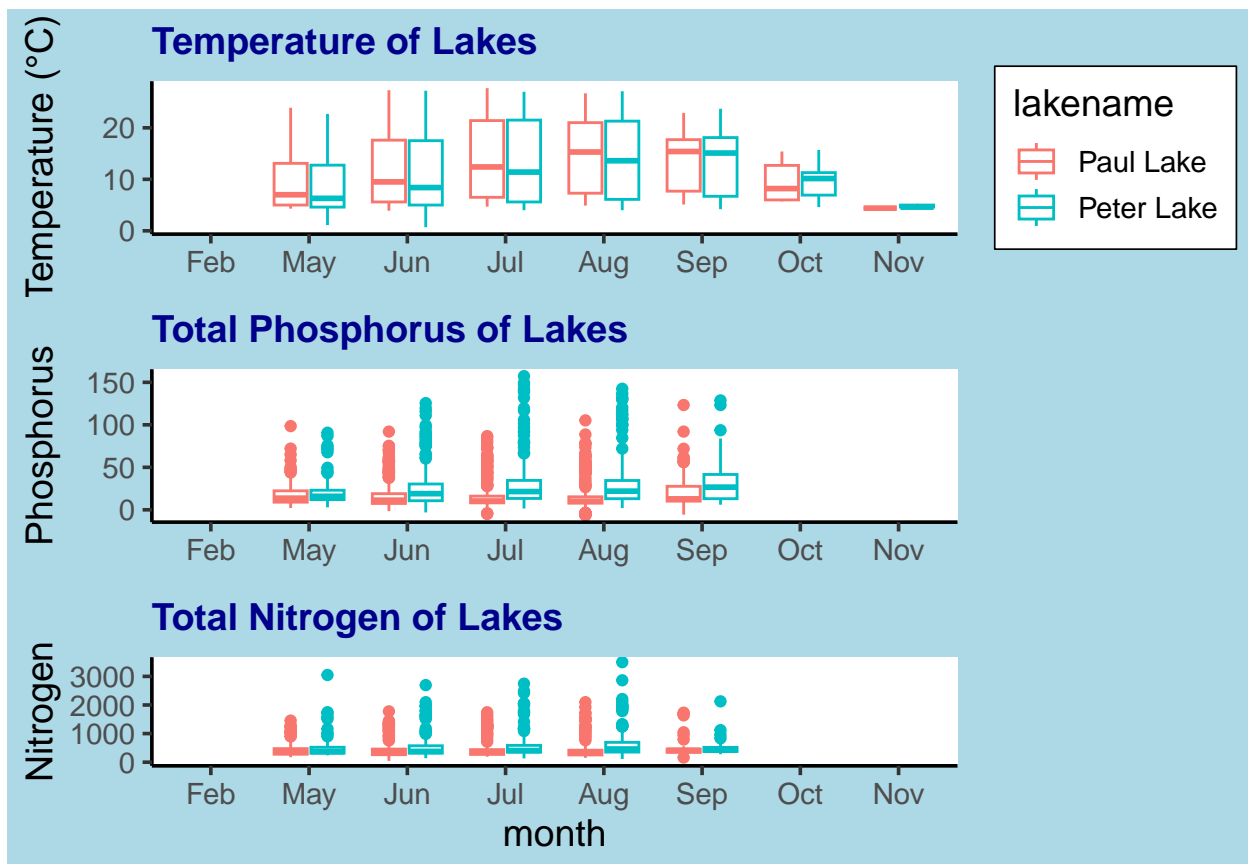 Temperature of Lakes
Temperature (°C)
20
10
0
Feb May Jun Jul Aug Sep Oct Nov
lakename
Paul Lake
Peter Lake
Total Phosphorus of Lakes
Phosphorus
150
100
50
0
Feb May Jun Jul Aug Sep Oct Nov
Total Nitrogen of Lakes
Nitrogen
3000
2000
1000
0
Feb May Jun Jul Aug Sep Oct Nov
month